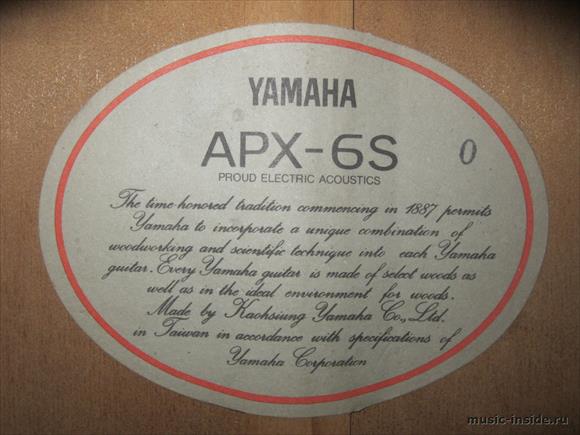 YAMAHA
APX-6S 0
PROUD ELECTRIC ACOUSTICS
The time-honored tradition commencing in 1887 permits
Yamaha to incorporate a unique combination of
woodworking and scientific technique into each Yamaha
guitar. Every Yamaha guitar is made of select woods as
well as in the ideal environment for woods.
Made by Kaohsiung Yamaha Co., Ltd.
in Taiwan in accordance with specifications of
Yamaha Corporation
music-inside.ru